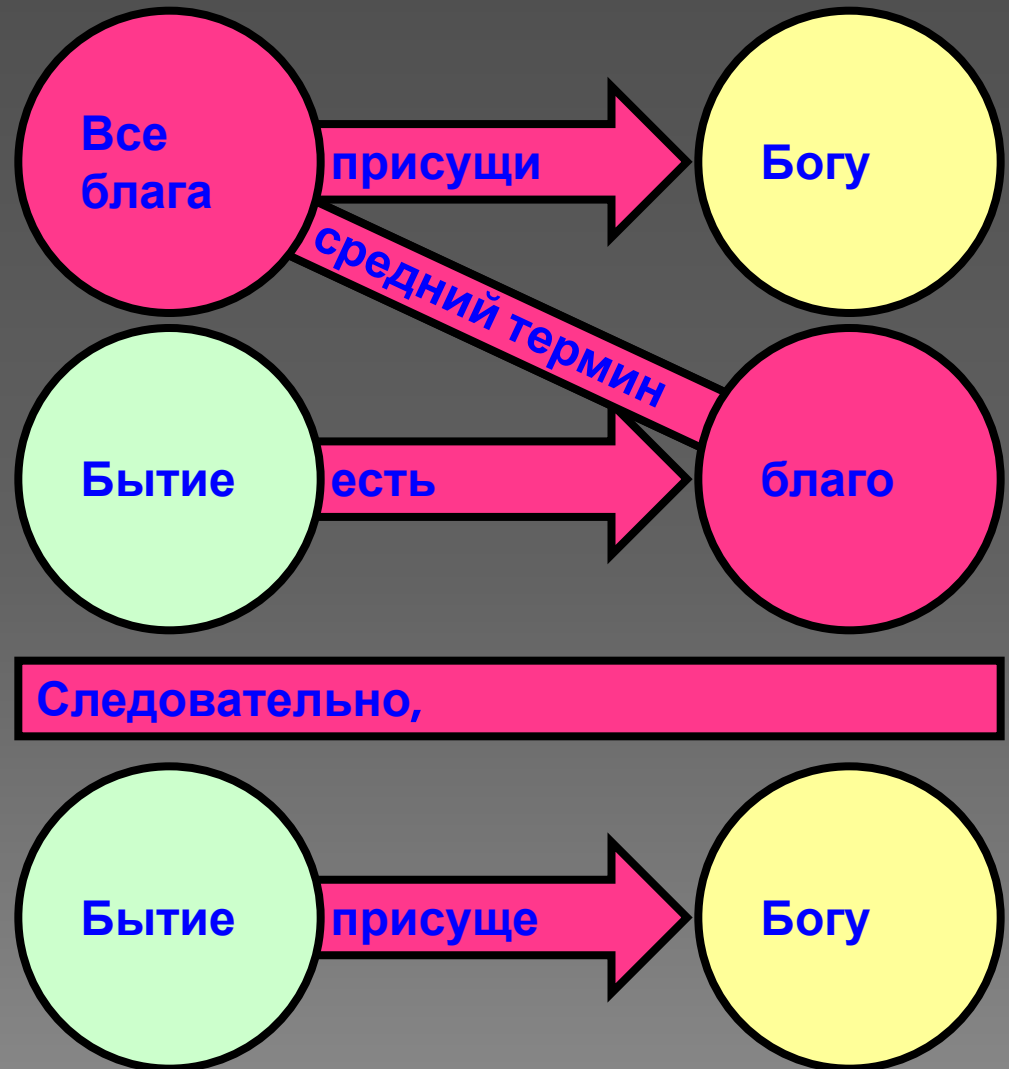 Все
блага
присущи
Богу
средний термин
Бытие
есть
благо
Следовательно,
Бытие
присуще
Богу